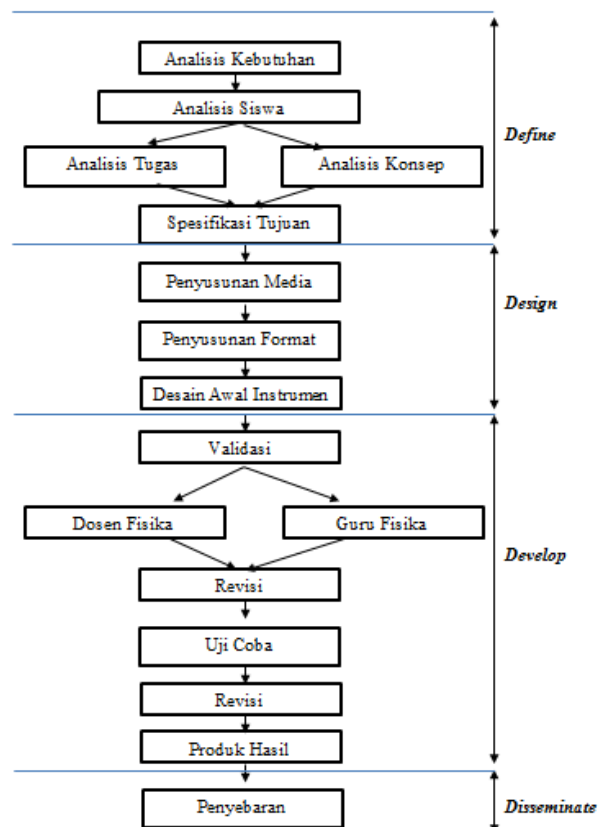 Analisis Kebutuhan
Analisis Siswa
Define
Analisis Tugas
Analisis Konsep
Spesifikasi Tujuan
Penyusunan Media
Design
Penyusunan Format
Desain Awal Instrumen
Validasi
Dosen Fisika
Guru Fisika
Develop
Revisi
Uji Coba
Revisi
Produk Hasil
Penyebaran
Disseminate